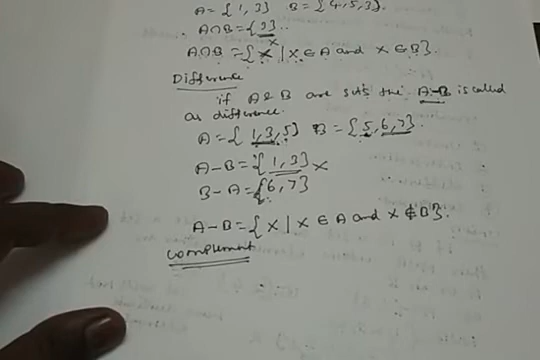 A = {1, 3} B = {4, 5, 3}.
A∩B = {3}.
A∩B = {x | x ∈ A and x ∈ B}.
Difference
if A & B are sets the A-B is called
as difference.
A = {1, 3, 5} B = {5, 6, 7}.
A-B = {1, 3} x
B-A = {6, 7}
A-B = {x | x ∈ A and x ∉ B}.
Complement